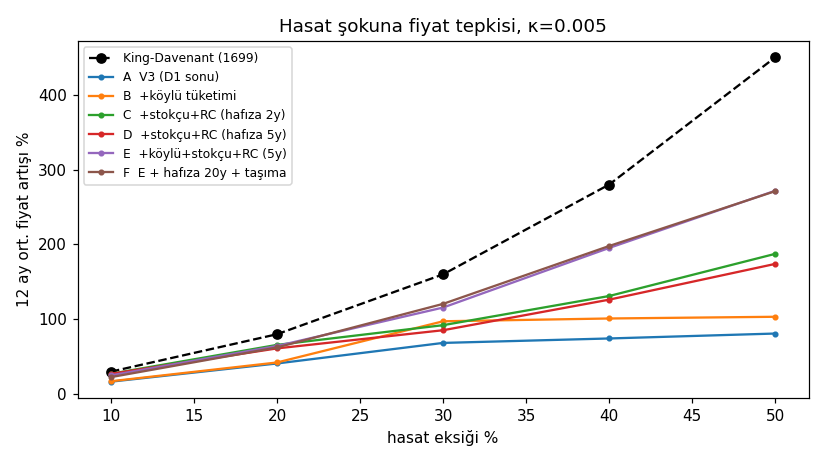 Hasat şokuna fiyat tepkisi, κ=0.005
King-Davenant (1699)
A  V3 (D1 sonu)
B  +köylü tüketimi
C  +stokçu+RC (hafıza 2y)
D  +stokçu+RC (hafıza 5y)
E  +köylü+stokçu+RC (5y)
F  E + hafıza 20y + taşıma
12 ay ort. fiyat artışı %
400
300
200
100
0
10 15 20 25 30 35 40 45 50
hasat eksiği %